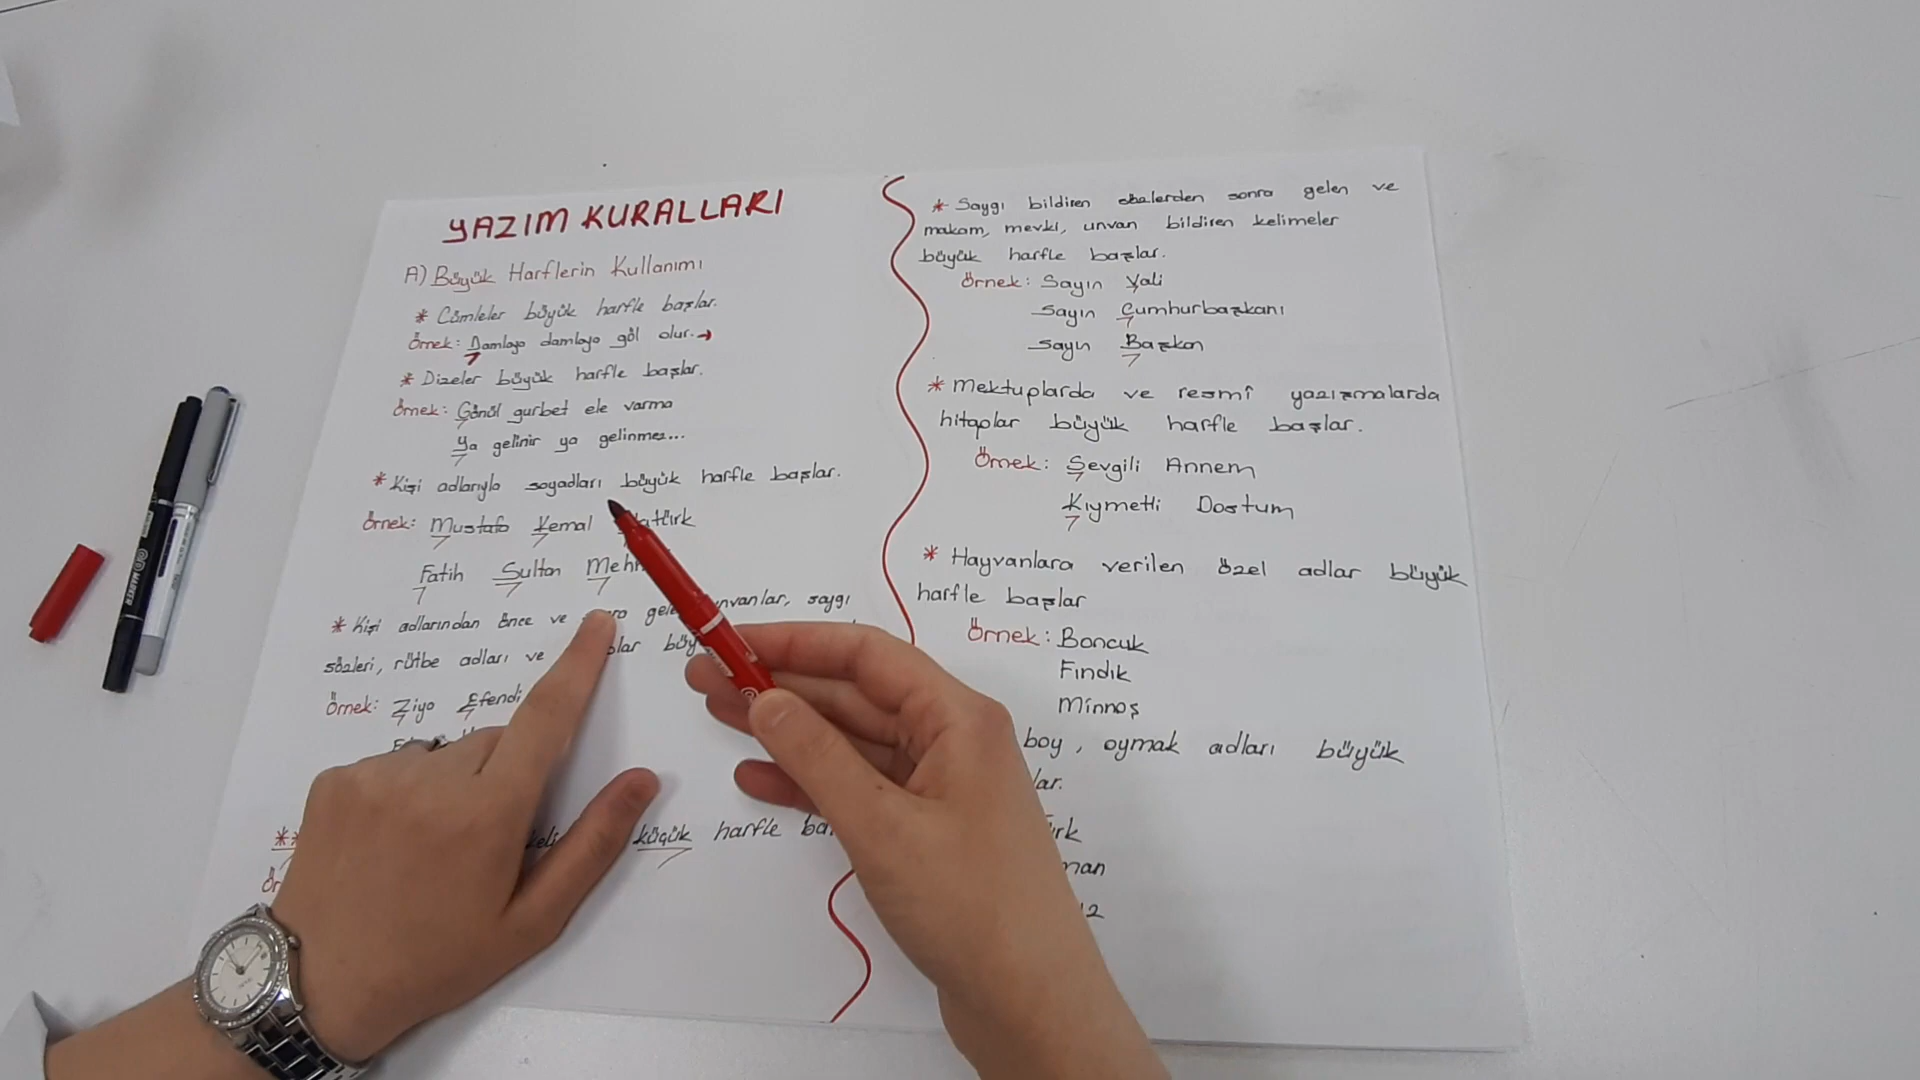 YAZIM KURALLARI
A) Büyük Harflerin Kullanımı
* Cümleler büyük harfle başlar.
Örnek: Damlaya damlaya göl olur. →
* Dizeler büyük harfle başlar.
Örnek: Gönül gurbet ele varma
Ya gelinir ya gelinmez...
* Kişi adlarıyla soyadları büyük harfle başlar.
Örnek: Mustafa Kemal
Fatih Sultan
* Kişi adlarından önce ve saygı
sözleri, rütbe adları ve
Örnek: Ziya Efendi
** küçük harfle
* Saygı bildiren sözlerden sonra gelen ve
makam, mevki, unvan bildiren kelimeler
büyük harfle başlar.
Örnek: Sayın Vali
Sayın Cumhurbaşkanı
Sayın Başkan
* Mektuplarda ve resmî yazışmalarda
hitaplar büyük harfle başlar.
Örnek: Sevgili Annem
Kıymetli Dostum
* Hayvanlara verilen özel adlar büyük
harfle başlar
Örnek: Boncuk
Fındık
Minnoş
boy, oymak adları büyük